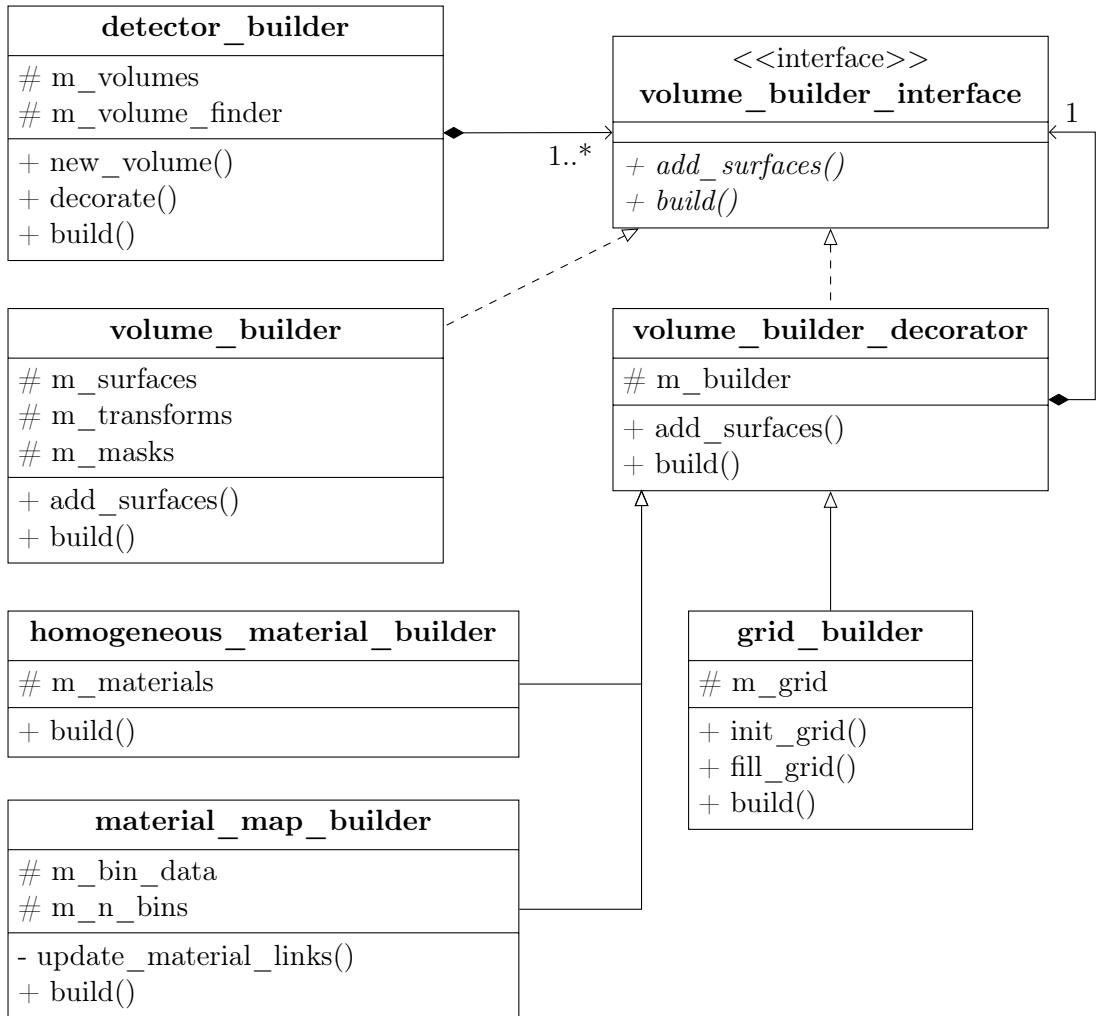 detector_builder
# m_volumes
# m_volume_finder
+ new_volume()
+ decorate()
+ build()
<<interface>>
volume_builder_interface
+ add_surfaces()
+ build()
1..*
1
volume_builder
# m_surfaces
# m_transforms
# m_masks
+ add_surfaces()
+ build()
volume_builder_decorator
# m_builder
+ add_surfaces()
+ build()
homogeneous_material_builder
# m_materials
+ build()
grid_builder
# m_grid
+ init_grid()
+ fill_grid()
+ build()
material_map_builder
# m_bin_data
# m_n_bins
- update_material_links()
+ build()